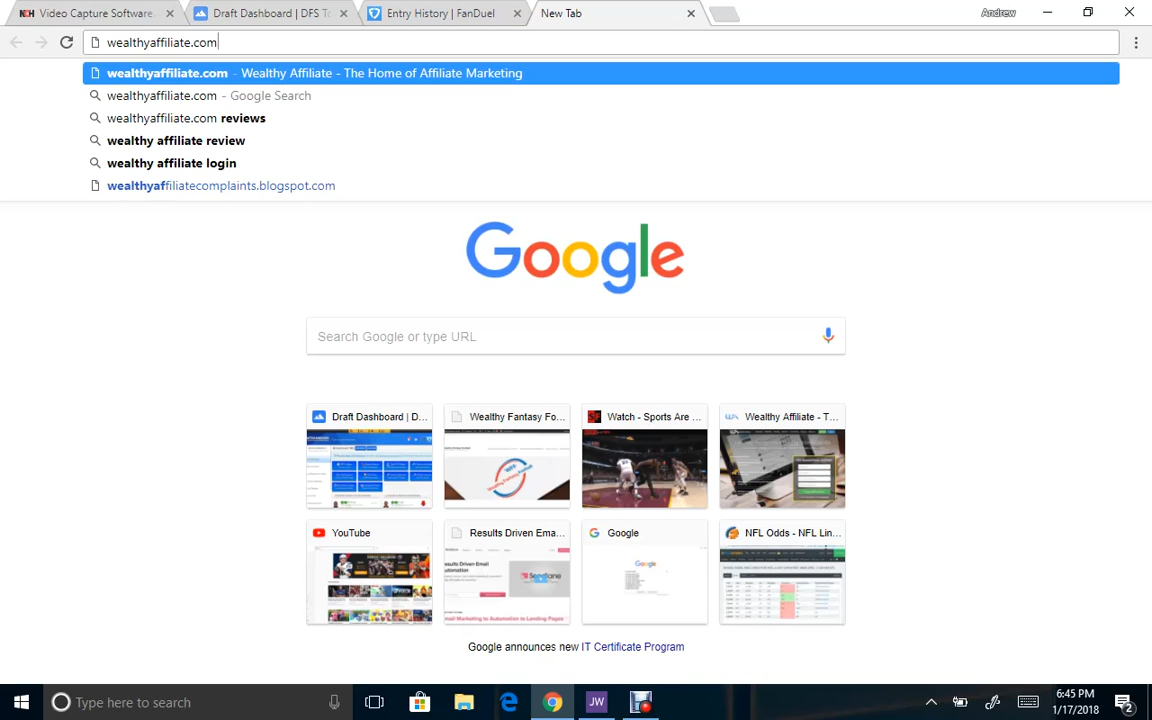 NCH Video Capture Software.
Draft Dashboard | DFS To
Entry History | FanDuel
New Tab
Andrew
wealthyaffiliate.com
wealthyaffiliate.com - Wealthy Affiliate - The Home of Affiliate Marketing
wealthyaffiliate.com - Google Search
wealthyaffiliate.com reviews
wealthy affiliate review
wealthy affiliate login
wealthyaffiliatecomplaints.blogspot.com
Google
Search Google or type URL
Draft Dashboard | D...
Wealthy Fantasy Fo...
Watch - Sports Are ...
Wealthy Affiliate - T...
YouTube
Results Driven Ema...
Google
NFL Odds - NFL Lin...
Google announces new IT Certificate Program
Type here to search
JW
6:45 PM
1/17/2018
2